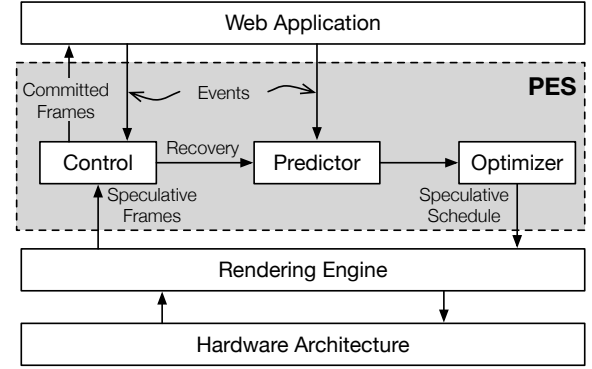 Web Application
PES
Committed
Frames
Events
Control
Recovery
Predictor
Optimizer
Speculative
Frames
Speculative
Schedule
Rendering Engine
Hardware Architecture